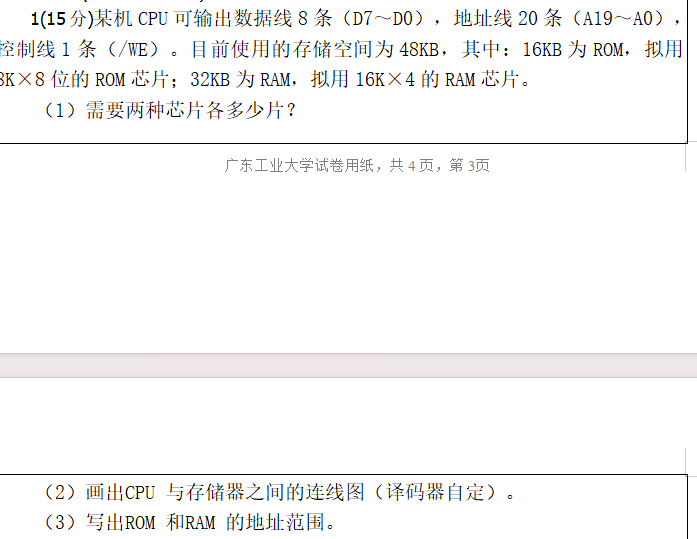 1(15分)某机 CPU 可输出数据线 8 条（D7～D0），地址线 20 条（A19～A0），
控制线 1 条（/WE）。目前使用的存储空间为 48KB，其中：16KB 为 ROM，拟用
8K×8 位的 ROM 芯片；32KB 为 RAM，拟用 16K×4 的 RAM 芯片。
（1）需要两种芯片各多少片？
广东工业大学试卷用纸，共 4 页，第 3页
（2）画出CPU 与存储器之间的连线图（译码器自定）。
（3）写出ROM 和RAM 的地址范围。